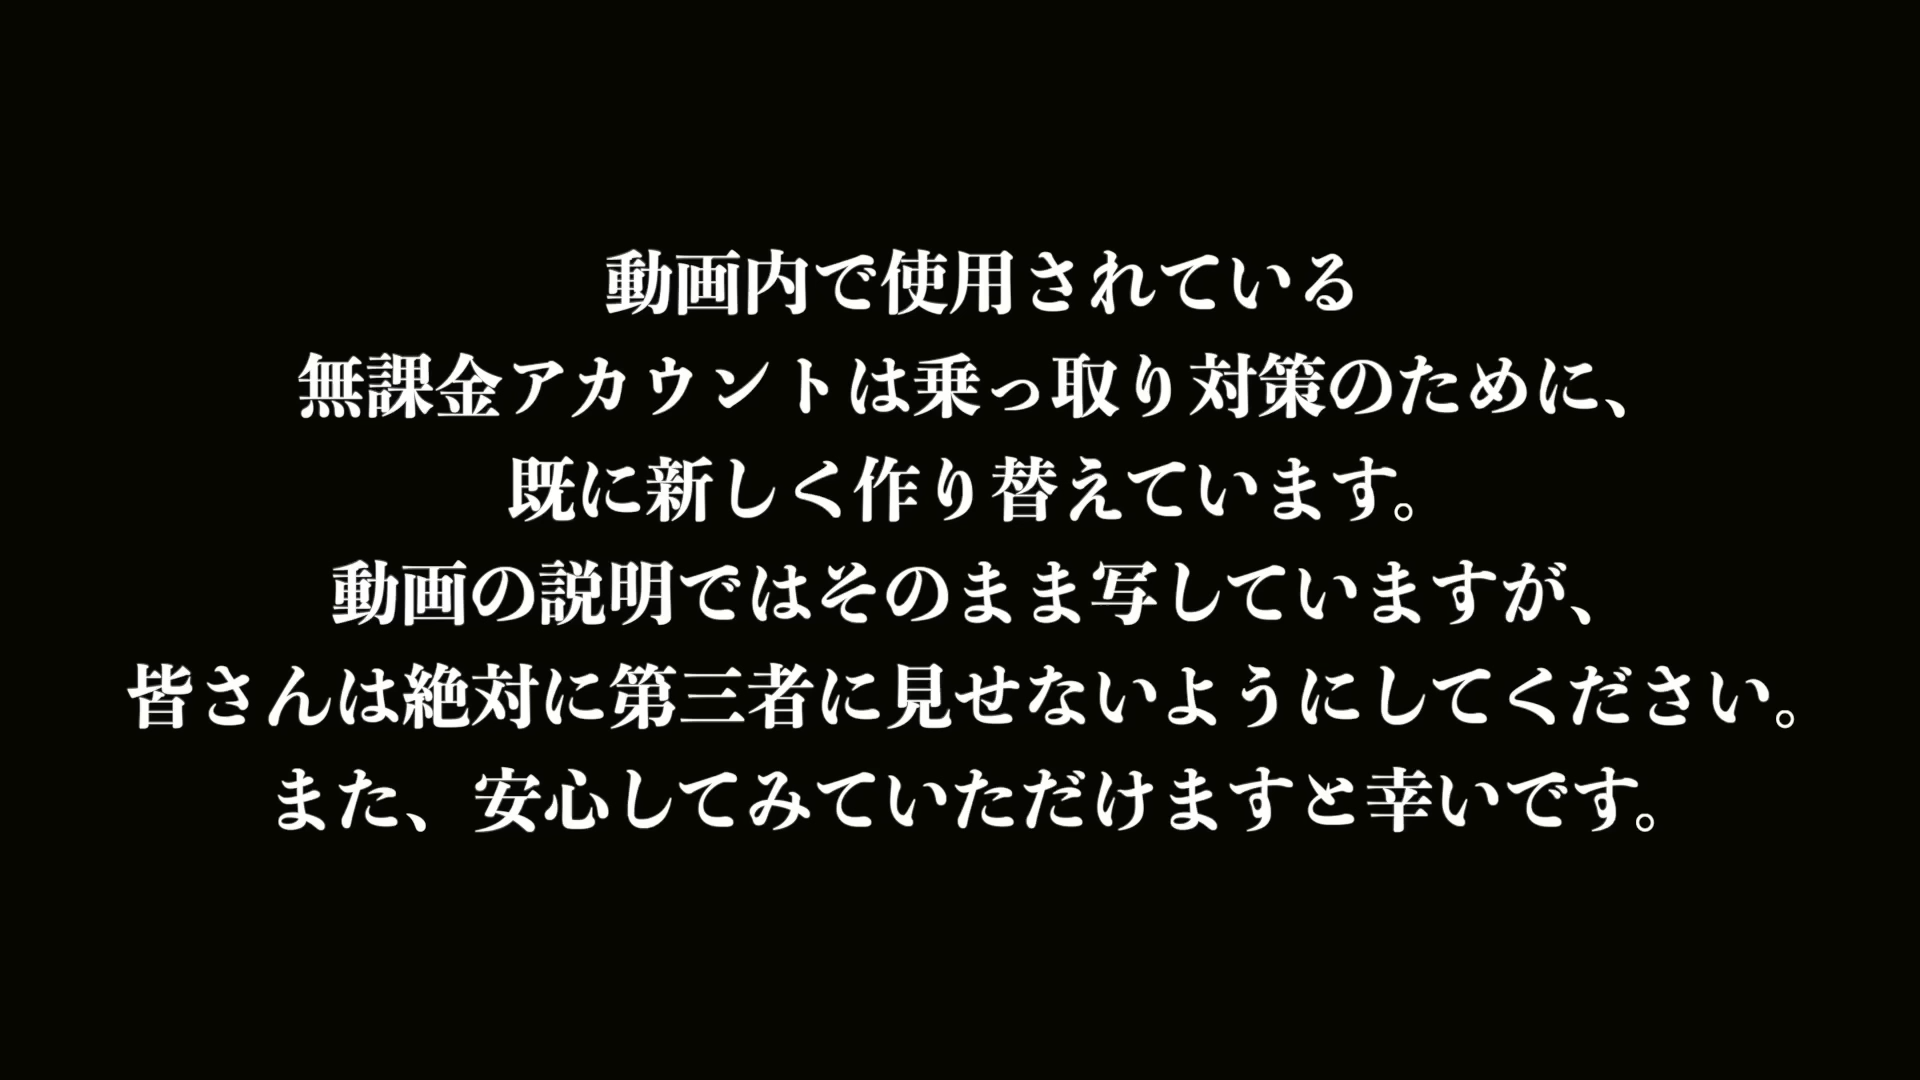 動画内で使用されている
無課金アカウントは乗っ取り対策のために、
既に新しく作り替えています。
動画の説明ではそのまま写していますが、
皆さんは絶対に第三者に見せないようにしてください。
また、安心してみていただけますと幸いです。